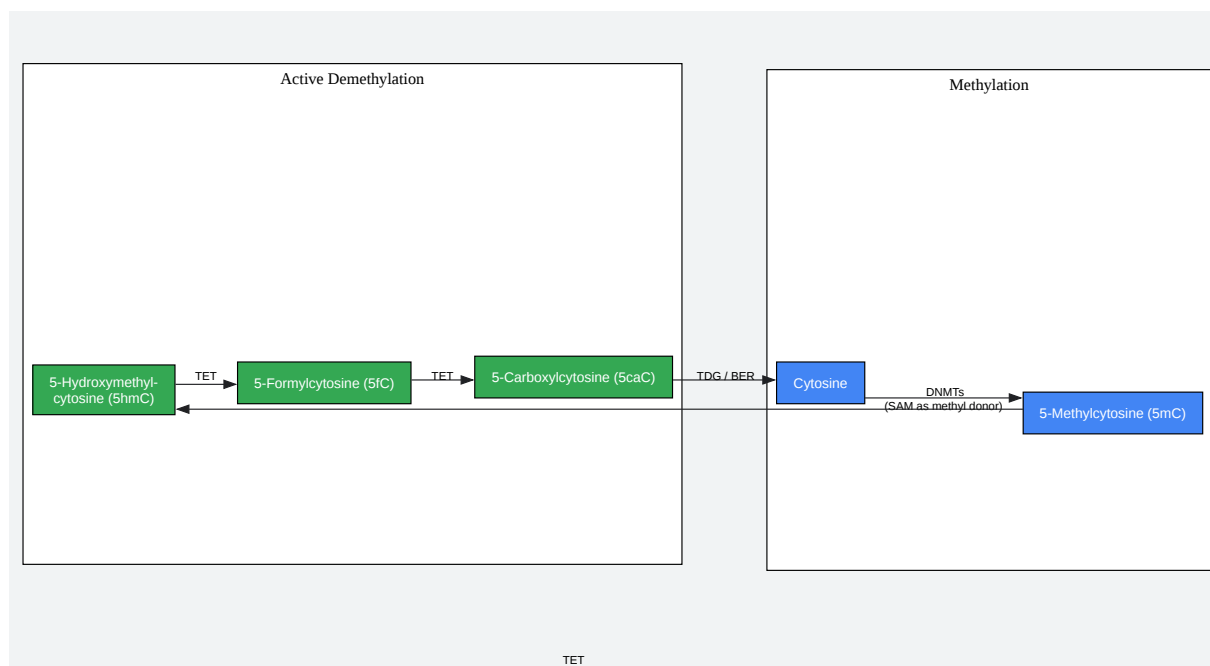 Active Demethylation
Methylation
5-Hydroxymethyl-
cytosine (5hmC)
TET
5-Formylcytosine (5fC)
TET
5-Carboxylcytosine (5caC)
TDG / BER
Cytosine
DNMTs
(SAM as methyl donor)
5-Methylcytosine (5mC)
TET